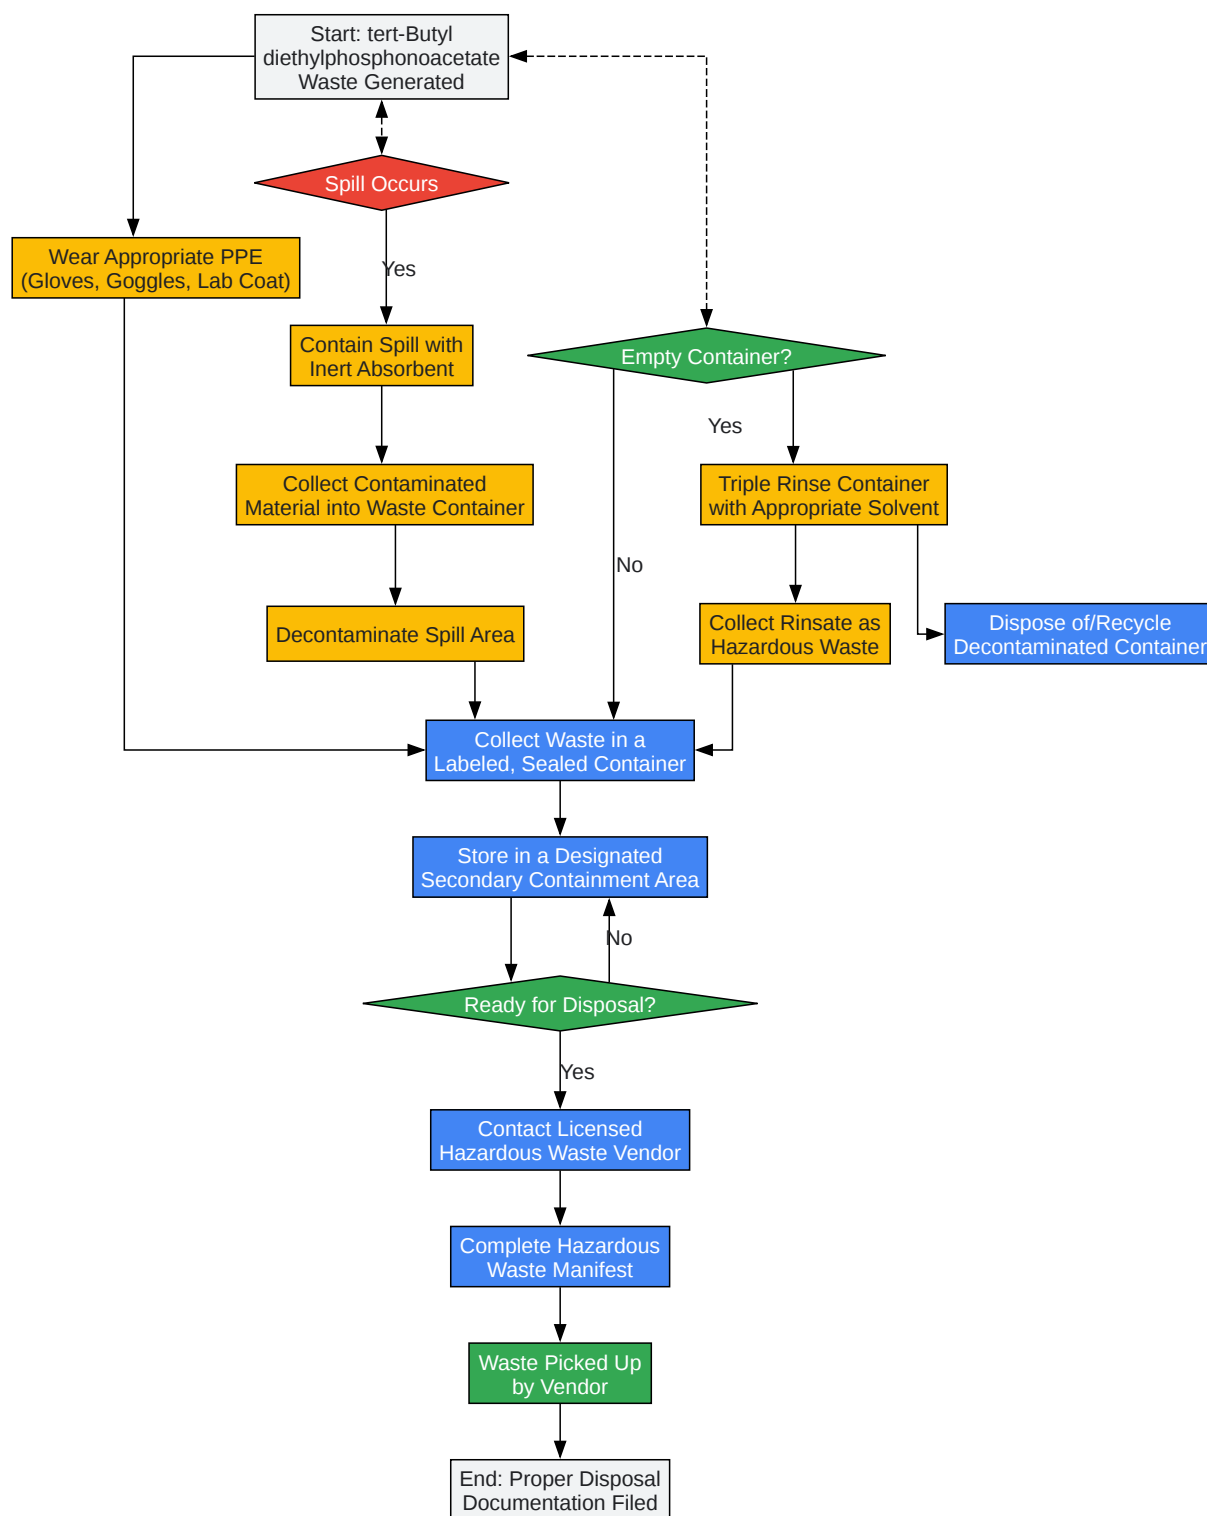 Start: tert-Butyl
diethylphosphonoacetate
Waste Generated
Spill Occurs
Wear Appropriate PPE
(Gloves, Goggles, Lab Coat)
Yes
Contain Spill with
Inert Absorbent
Empty Container?
Yes
Collect Contaminated
Material into Waste Container
Triple Rinse Container
with Appropriate Solvent
No
Decontaminate Spill Area
Collect Rinsate as
Hazardous Waste
Dispose of/Recycle
Decontaminated Container
Collect Waste in a
Labeled, Sealed Container
Store in a Designated
Secondary Containment Area
No
Ready for Disposal?
Yes
Contact Licensed
Hazardous Waste Vendor
Complete Hazardous
Waste Manifest
Waste Picked Up
by Vendor
End: Proper Disposal
Documentation Filed